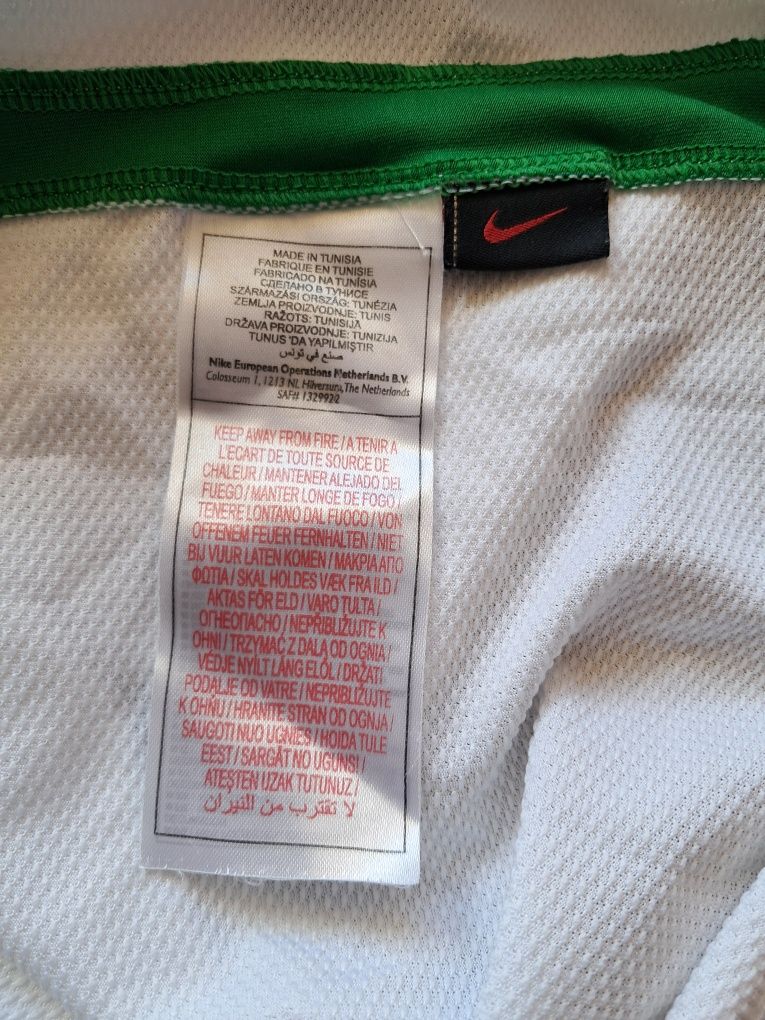 MADE IN TUNISIA
FABRIQUE EN TUNISIE
FABRICADO NA TUNÍSIA
СДЕЛАНО В ТУНИСЕ
SZÁRMAZÁSI ORSZÁG: TUNÉZIA
ZEMLJA PROIZVODNJE: TUNIS
RAŽOTS: TUNISIJĀ
DRŽAVA PROIZVODNJE: TUNIZIJA
TUNUS 'DA YAPILMIŞTIR
صنع في تونس
Nike European Operations Netherlands B.V.
Colosseum 1, 1213 NL Hilversum, The Netherlands
SAF# 1329922
KEEP AWAY FROM FIRE / A TENIR A
L'ECART DE TOUTE SOURCE DE
CHALEUR / MANTENER ALEJADO DEL
FUEGO / MANTER LONGE DE FOGO /
TENERE LONTANO DAL FUOCO / VON
OFFENEM FEUER FERNHALTEN / NIET
BIJ VUUR LATEN KOMEN / ΜΑΚΡΙΑ ΑΠΟ
ΦΩΤΙΑ / SKAL HOLDES VÆK FRA ILD /
AKTAS FÖR ELD / VARO TULTA /
ОГНЕОПАСНО / NEPŘIBLIŽUJTE K
OHNI / TRZYMAĆ Z DALA OD OGNIA /
VÉDJE NYÍLT LÁNG ELŐL / DRŽATI
PODALJE OD VATRE / NEPRIBLIŽUJTE
K OHŇU / HRANITE STRAN OD OGNJA /
SAUGOTI NUO UGNIES / HOIDA TULE
EEST / SARGĀT NO UGUNS /
ATEŞTEN UZAK TUTUNUZ /
لا تقترب من النيران